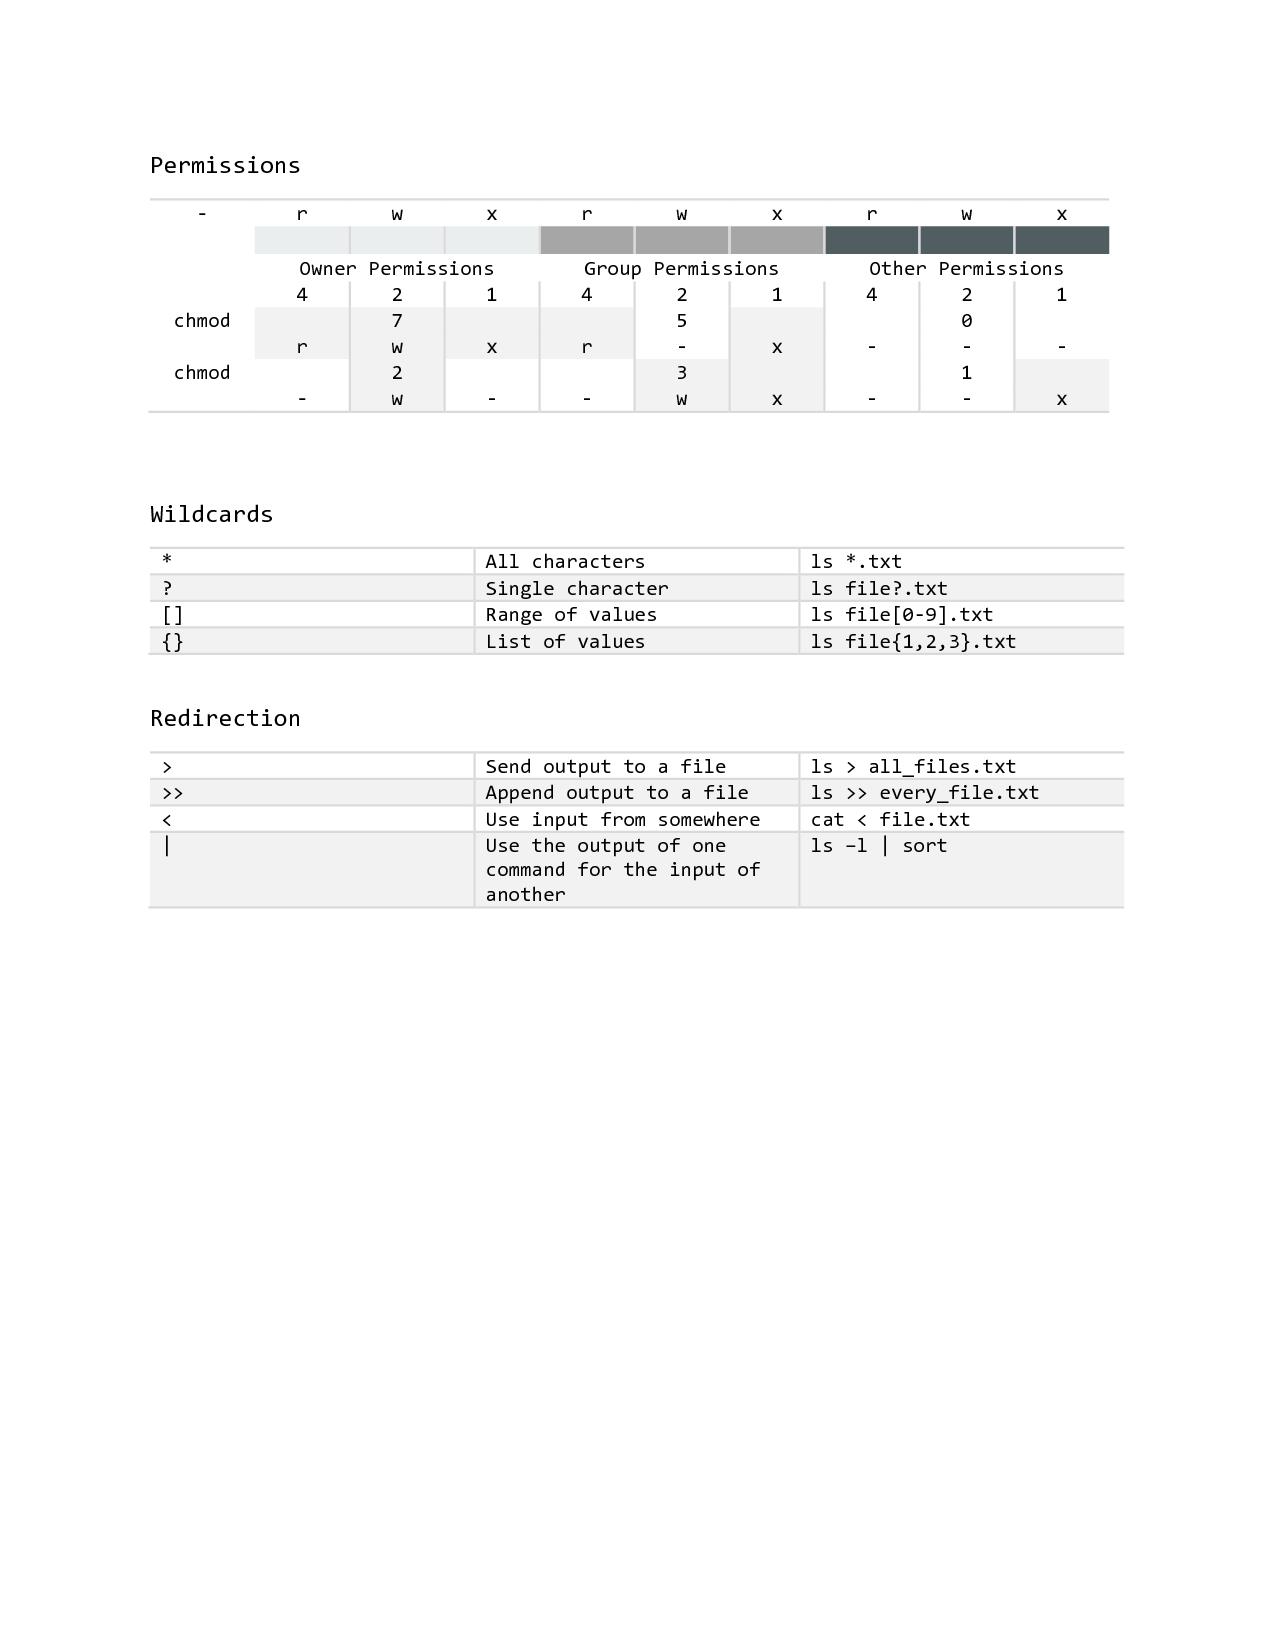 Permissions
- r w x r w x r w x
Owner Permissions Group Permissions Other Permissions
4 2 1 4 2 1 4 2 1
chmod 7 5 0
r w x r - x - - -
chmod 2 3 1
- w - - w x - - x
Wildcards
* All characters ls *.txt
? Single character ls file?.txt
[] Range of values ls file[0-9].txt
{} List of values ls file{1,2,3}.txt
Redirection
> Send output to a file ls > all_files.txt
>> Append output to a file ls >> every_file.txt
< Use input from somewhere cat < file.txt
| Use the output of one ls –l | sort
command for the input of
another